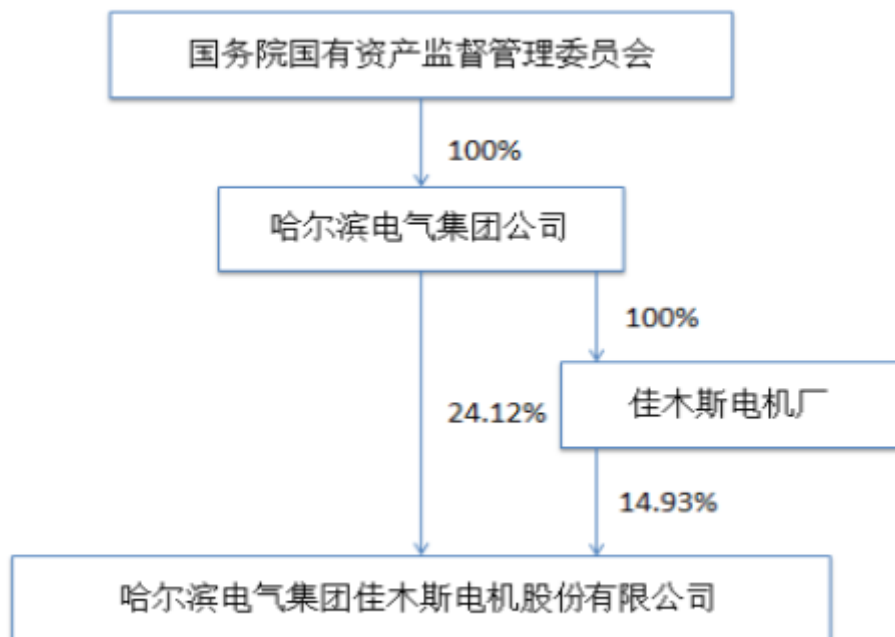 国务院国有资产监督管理委员会
100%
哈尔滨电气集团公司
100%
24.12%
佳木斯电机厂
14.93%
哈尔滨电气集团佳木斯电机股份有限公司